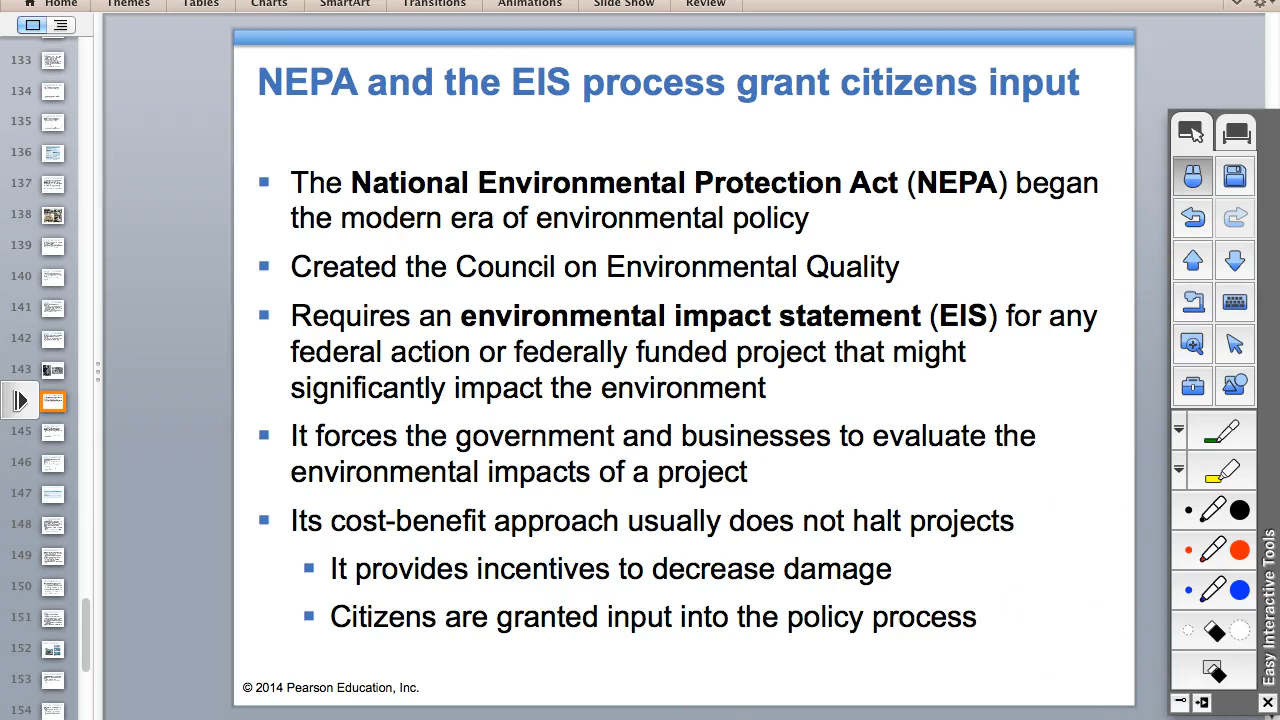 Home Themes Tables Charts SmartArt Transitions Animations Slide Show Review
133
134
135
136
137
138
139
140
141
142
143
145
146
147
148
149
150
151
152
153
154
NEPA and the EIS process grant citizens input
The National Environmental Protection Act (NEPA) began
the modern era of environmental policy
Created the Council on Environmental Quality
Requires an environmental impact statement (EIS) for any
federal action or federally funded project that might
significantly impact the environment
It forces the government and businesses to evaluate the
environmental impacts of a project
Its cost-benefit approach usually does not halt projects
It provides incentives to decrease damage
Citizens are granted input into the policy process
© 2014 Pearson Education, Inc.
Easy Interactive Tools